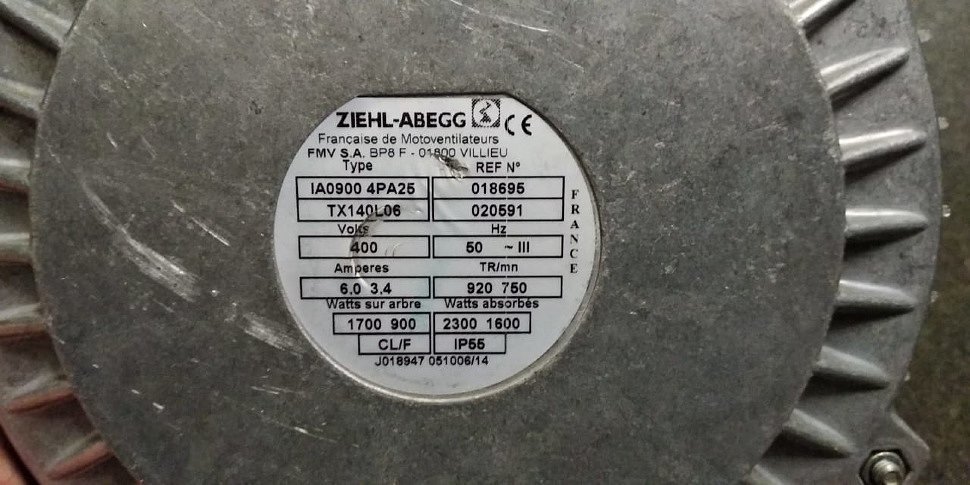 ZIEHL-ABEGG CE
Française de Motoventilateurs
FMV S.A. BP6 F - 01800 VILLIEU
Type REF N°
IA0900 4PA25 018695
TX140L06 020591
Volts Hz
400 50 ~ III
Amperes TR/mn
6.0 3.4 920 750
Watts sur arbre Watts absorbés
1700 900 2300 1600
CL/F IP55
J018947 051006/14
FRANCE